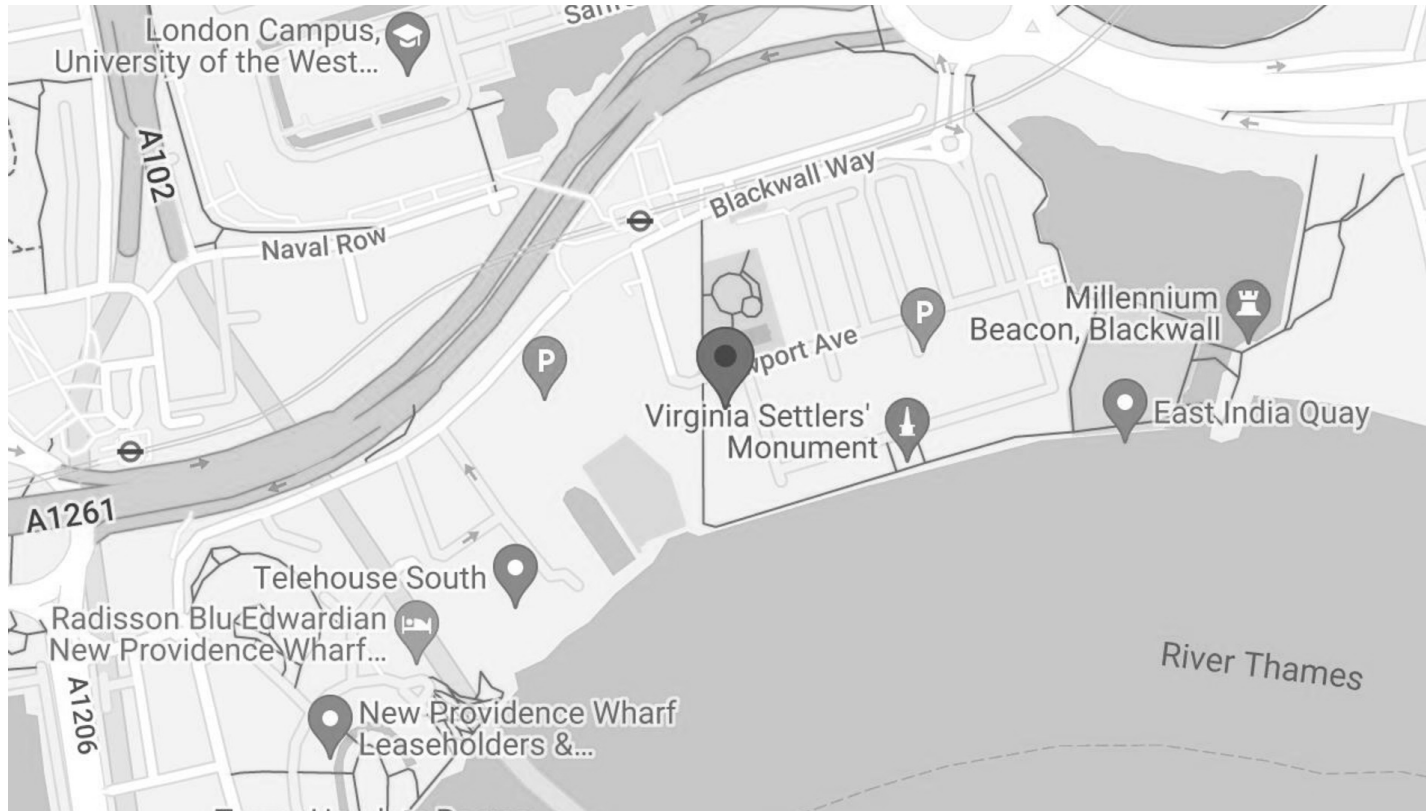 London Campus,
University of the West...
A102
Naval Row
Blackwall Way
Millennium
Beacon, Blackwall
P
P
wport Ave
Virginia Settlers'
Monument
East India Quay
A1261
Telehouse South
Radisson Blu Edwardian
New Providence Wharf...
River Thames
A1206
New Providence Wharf
Leaseholders &...